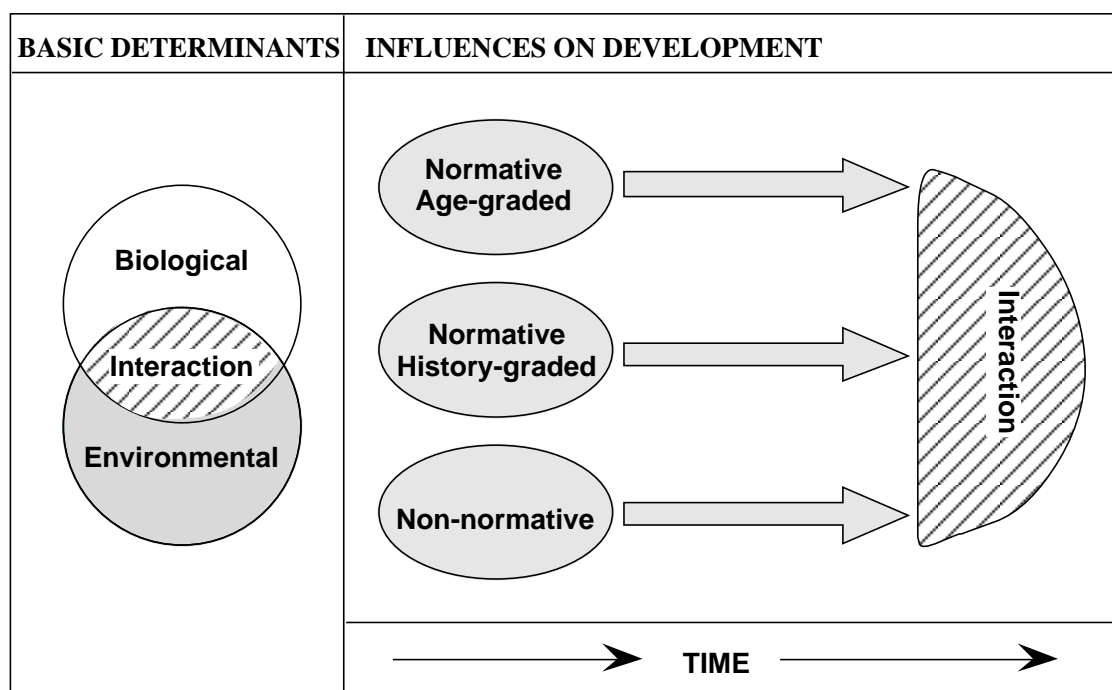 BASIC DETERMINANTS
INFLUENCES ON DEVELOPMENT
Biological
Interaction
Environmental
Normative
Age-graded
Normative
History-graded
Non-normative
Interaction
TIME